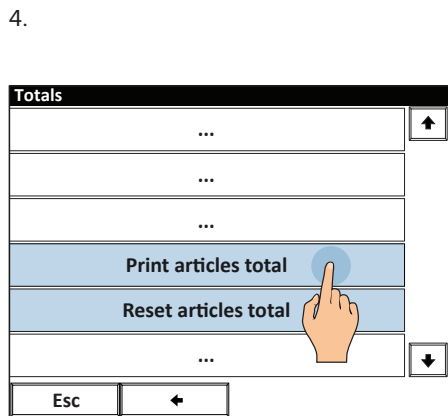 4.
Totals
...
...
...
Print articles total
Reset articles total
...
Esc